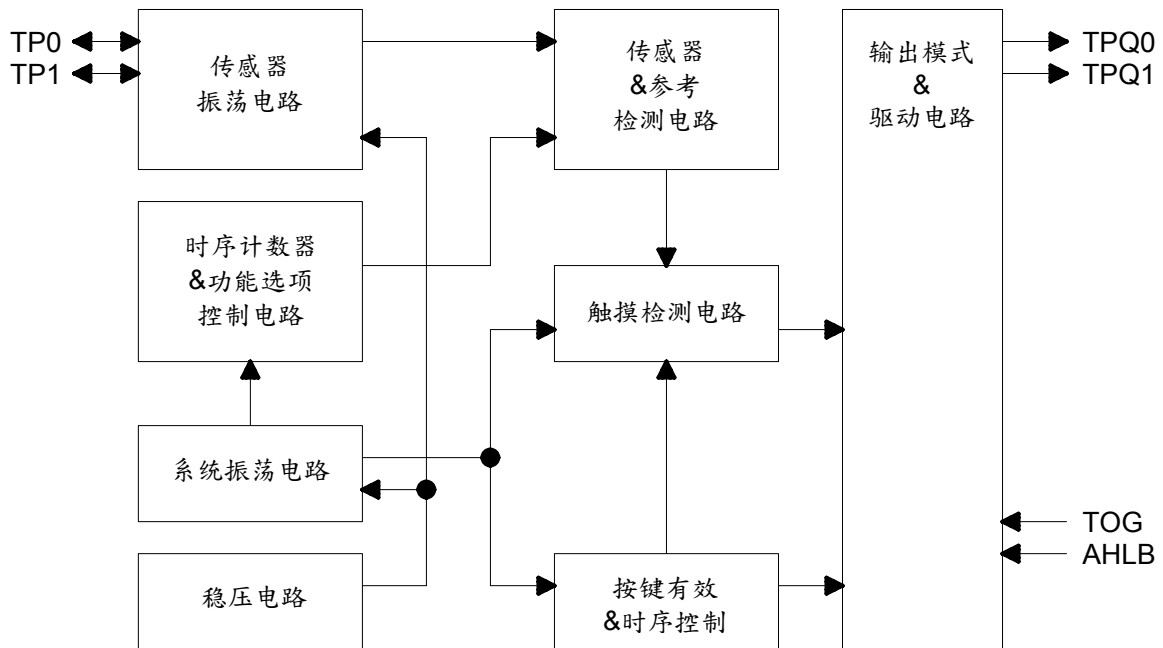 TP0
TP1
传感器
振荡电路
传感器
&参考
检测电路
输出模式
&
驱动电路
TPQ0
TPQ1
时序计数器
&功能选项
控制电路
触摸检测电路
系统振荡电路
TOG
AHLB
稳压电路
按键有效
&时序控制